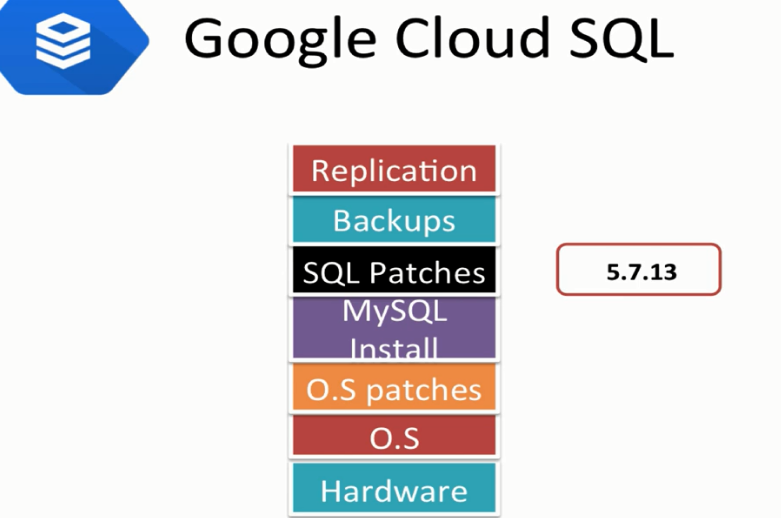 Google Cloud SQL
Replication
Backups
SQL Patches
5.7.13
MySQL
Install
O.S patches
O.S
Hardware